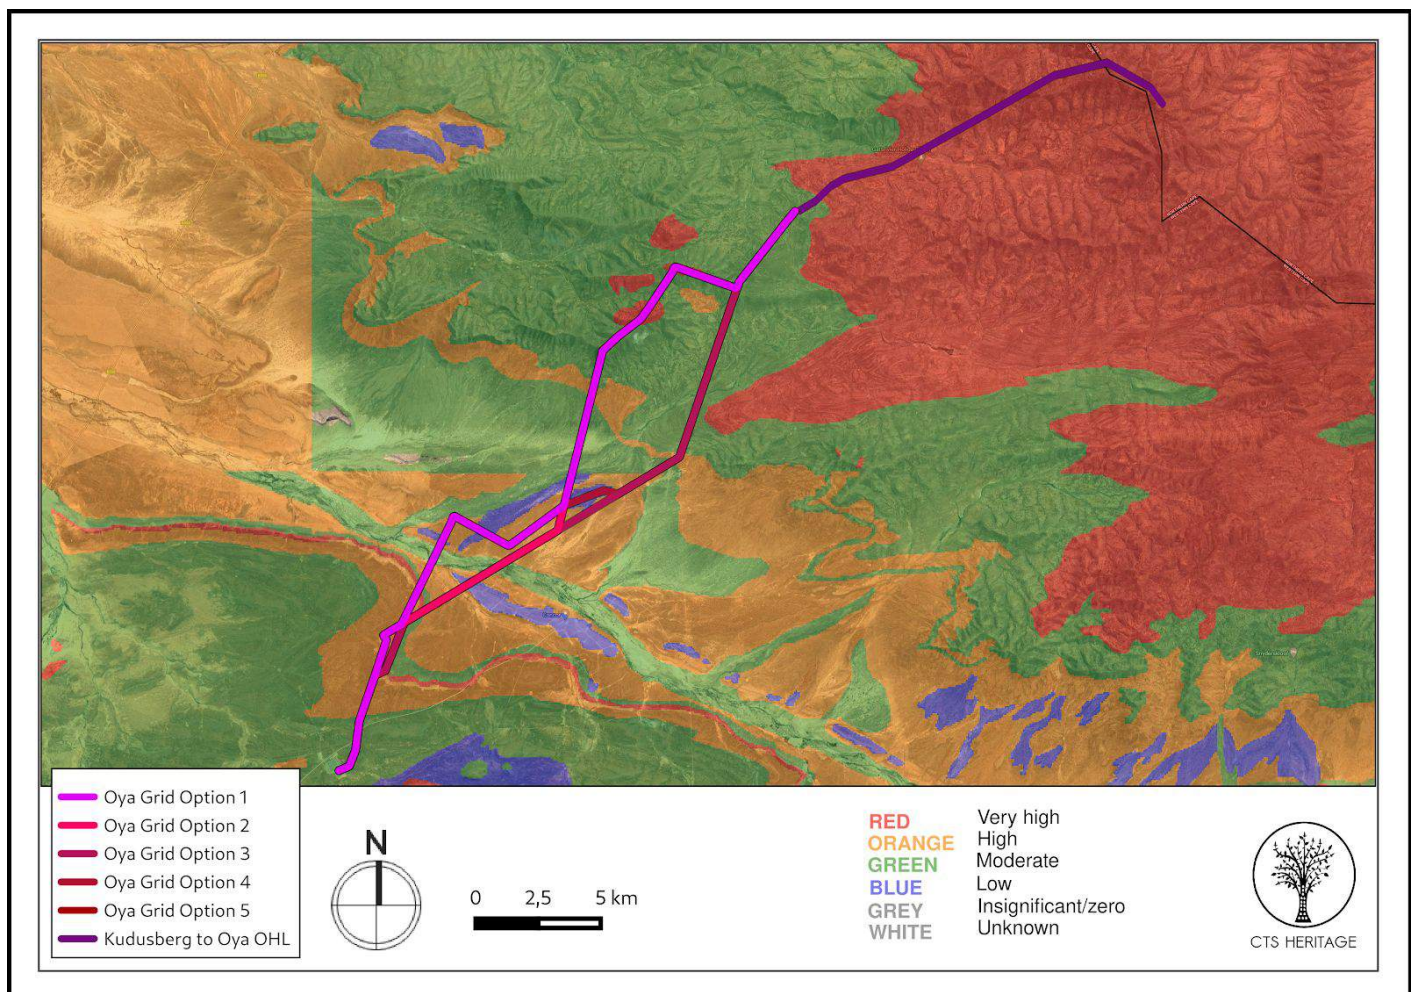 Oya Grid Option 1
Oya Grid Option 2
Oya Grid Option 3
Oya Grid Option 4
Oya Grid Option 5
Kudusberg to Oya OHL
N
0 2,5 5 km
RED Very high
ORANGE High
GREEN Moderate
BLUE Low
GREY Insignificant/zero
WHITE Unknown
CTS HERITAGE